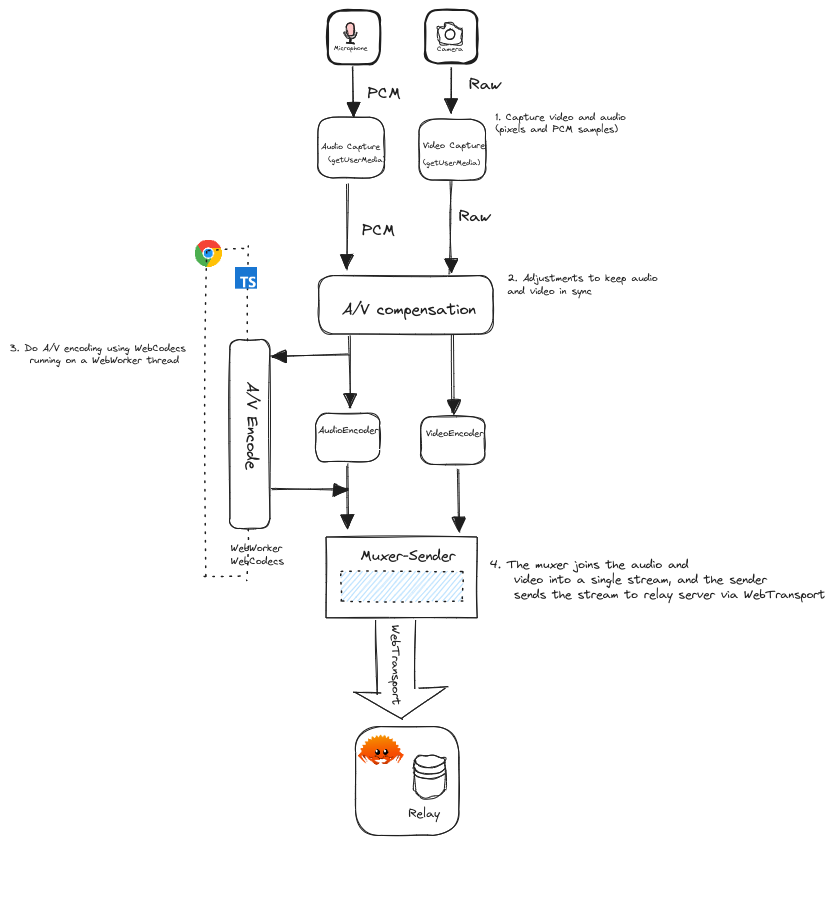 Microphone
Camera
PCM
Raw
1. Capture video and audio
(pixels and PCM samples)
Audio Capture
(getUserMedia)
Video Capture
(getUserMedia)
PCM
Raw
TS
A/V compensation
2. Adjustments to keep audio
and video in sync
3. Do A/V encoding using WebCodecs
running on a WebWorker thread
A/V Encode
AudioEncoder
VideoEncoder
WebWorker
WebCodecs
Muxer-Sender
4. The muxer joins the audio and
video into a single stream, and the sender
sends the stream to relay server via WebTransport
WebTransport
Relay